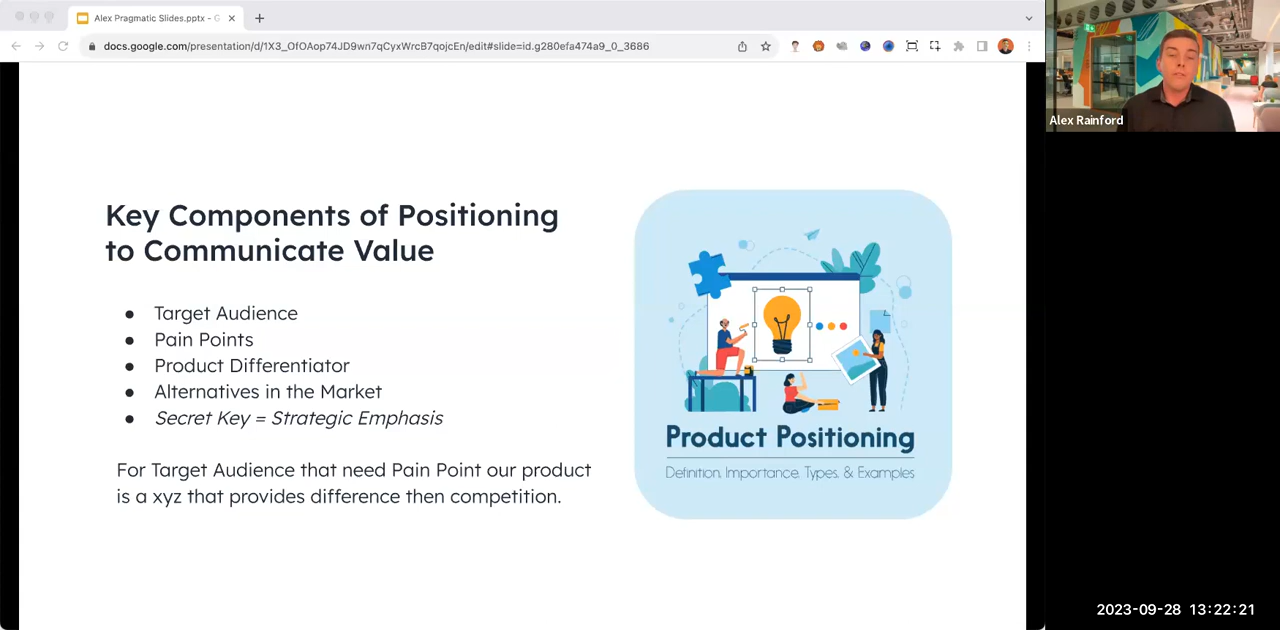 Alex Pragmatic Slides.pptx - G
docs.google.com/presentation/d/1X3_OfOAop74JD9wn7qCyxWrcB7qojcEn/edit#slide=id.g280efa474a9_0_3686
Alex Rainford
Key Components of Positioning
to Communicate Value
● Target Audience
● Pain Points
● Product Differentiator
● Alternatives in the Market
● Secret Key = Strategic Emphasis
For Target Audience that need Pain Point our product
is a xyz that provides difference then competition.
Product Positioning
Definition, Importance, Types, & Examples
2023-09-28 13:22:21